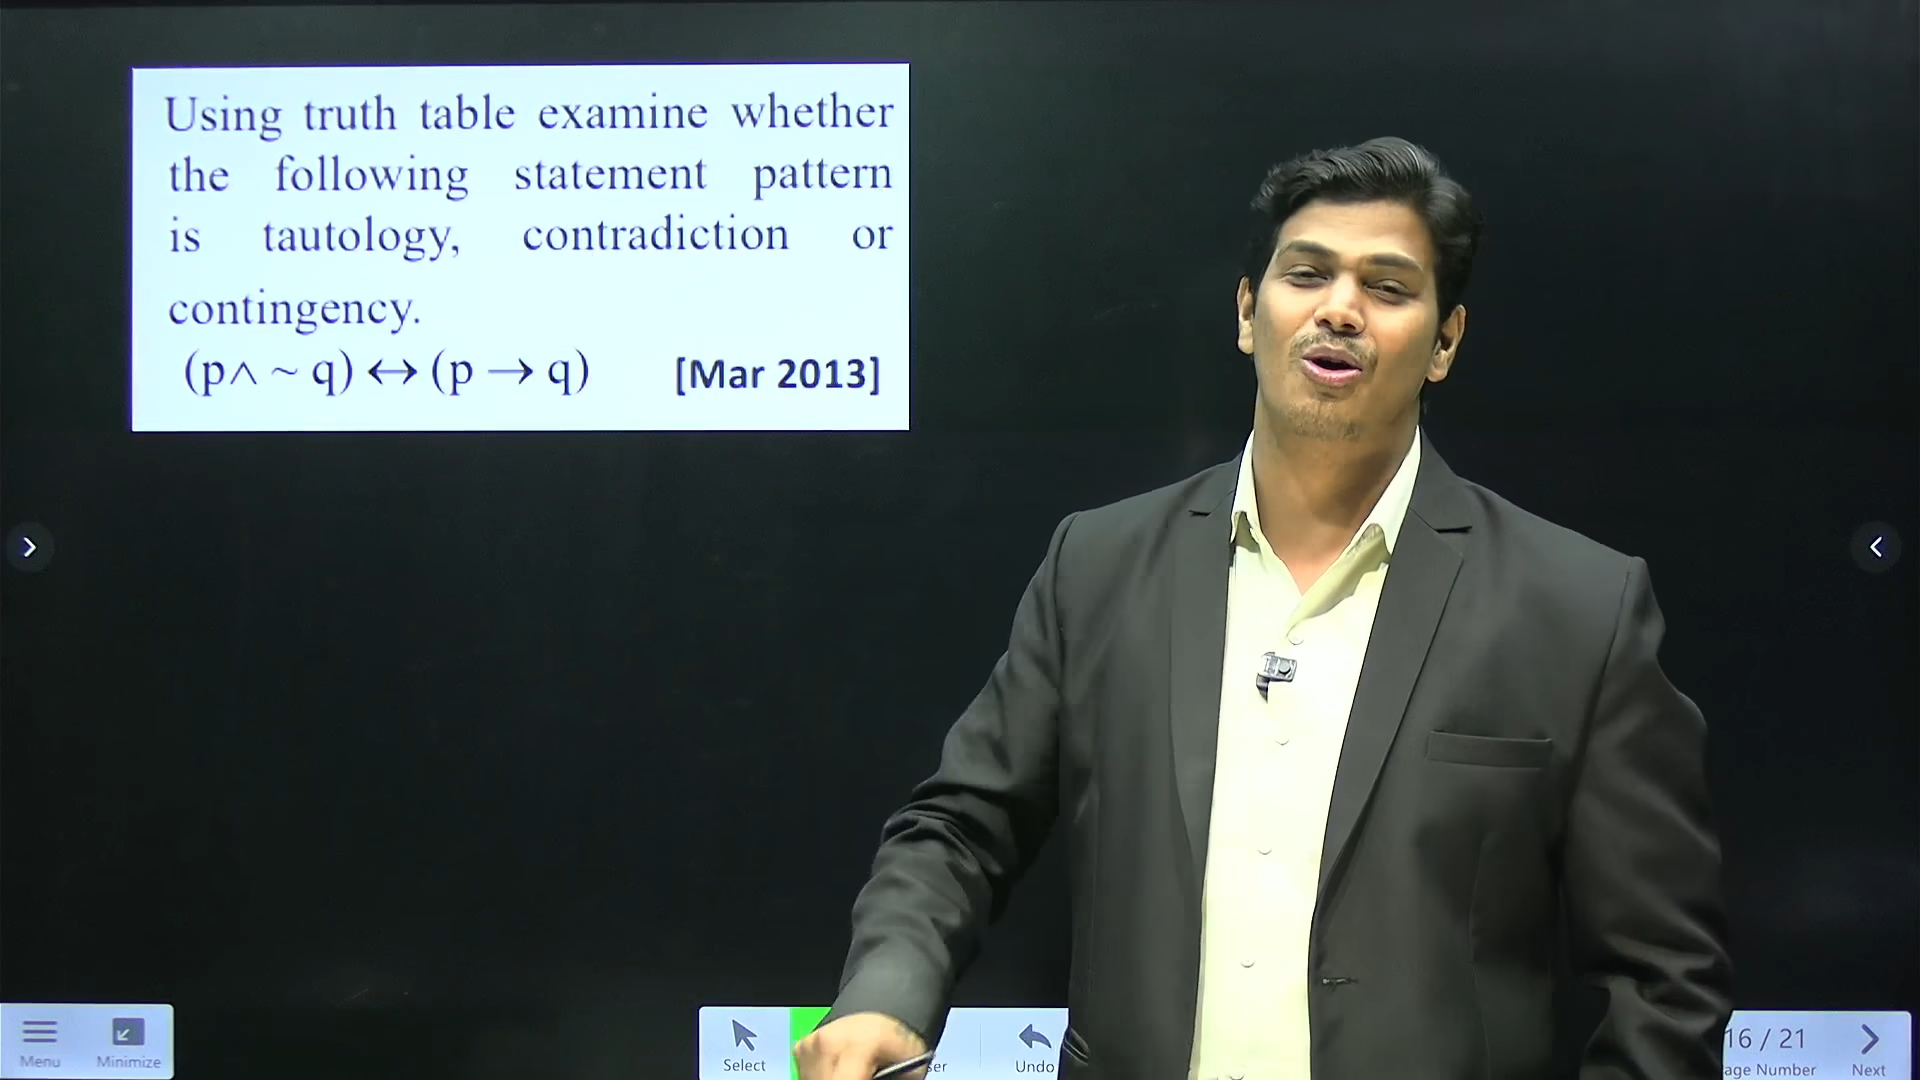 Using truth table examine whether
the following statement pattern
is tautology, contradiction or
contingency.
(p∧ ~ q) ↔ (p → q) [Mar 2013]
Menu
Minimize
Select
Undo
16 / 21
Next